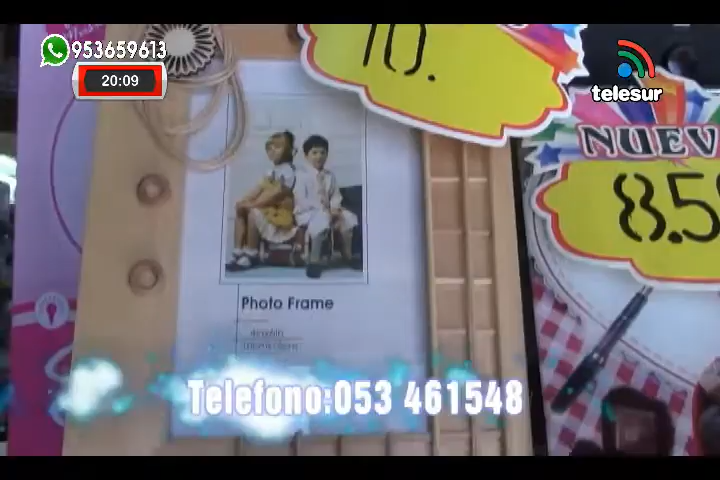 953659613
20:09
telesur
10.
NUEV
8.5
Photo Frame
Telefono:053 461548